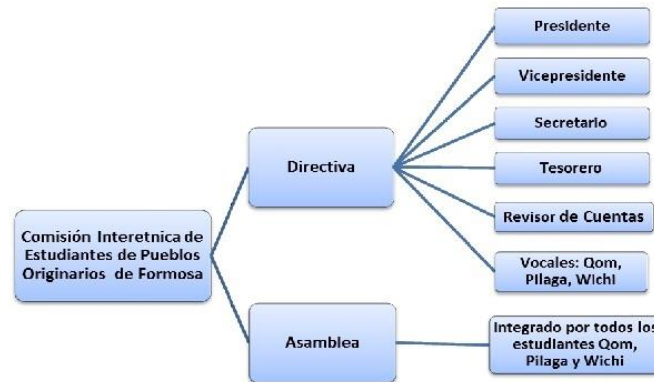 Comisión Interetnica de
Estudiantes de Pueblos
Originarios de Formosa
Directiva
Presidente
Vicepresidente
Secretario
Tesorero
Revisor de Cuentas
Vocales: Qom,
Pilaga, Wichi
Asamblea
Integrado por todos los
estudiantes Qom,
Pilaga y Wichi